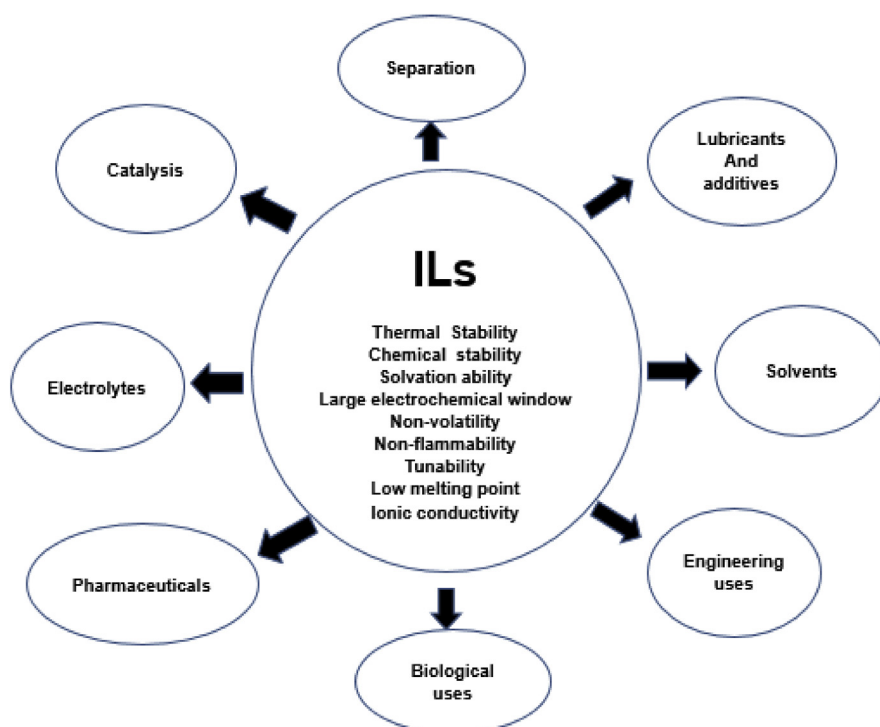 Separation
Lubricants
And
additives
Catalysis
ILs
Thermal Stability
Chemical stability
Solvation ability
Large electrochemical window
Non-volatility
Non-flammability
Tunability
Low melting point
Ionic conductivity
Solvents
Electrolytes
Engineering
uses
Pharmaceuticals
Biological
uses